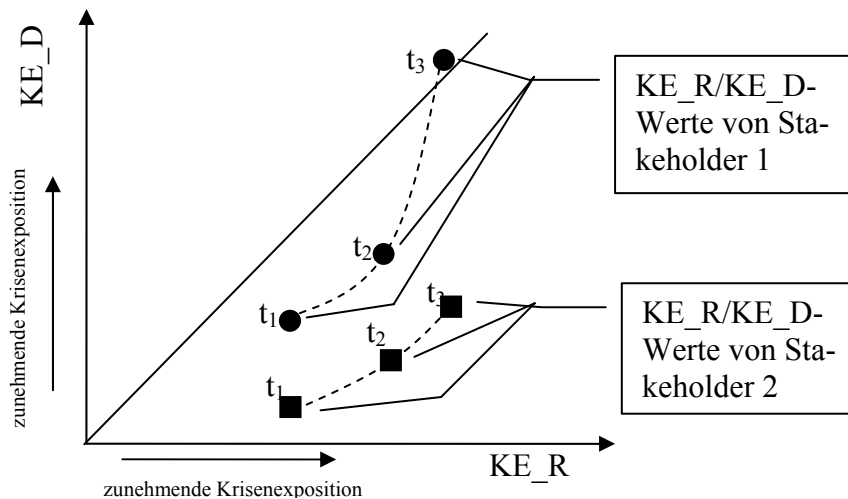 KE_D
zunehmende Krisenexposition
t3
t2
t1
t3
t2
t1
KE_R/KE_D-
Werte von Sta-
keholder 1
KE_R/KE_D-
Werte von Sta-
keholder 2
KE_R
zunehmende Krisenexposition